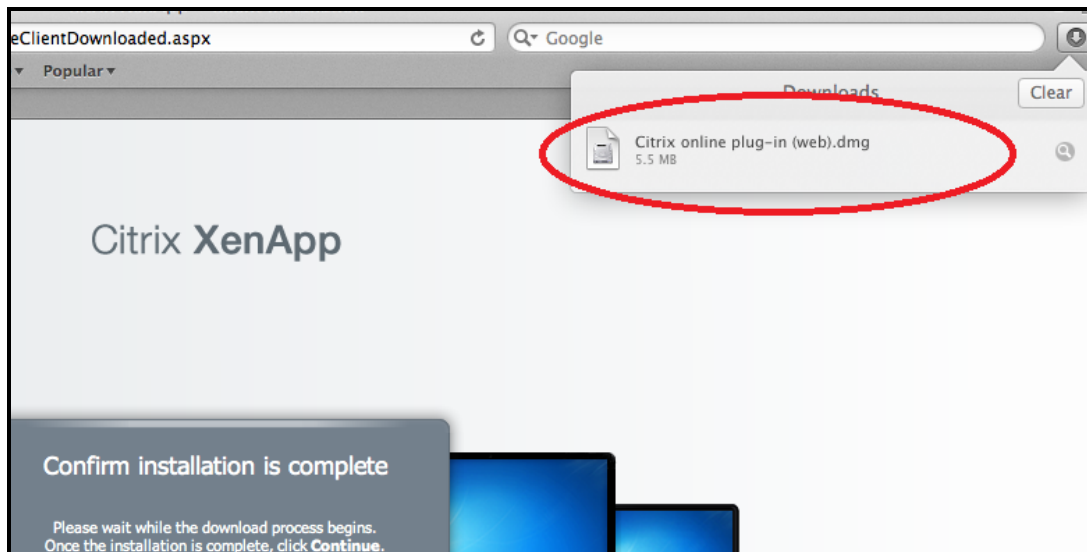 eClientDownloaded.aspx
Google
Popular
Downloads
Clear
Citrix online plug-in (web).dmg
5.5 MB
Citrix XenApp
Confirm installation is complete
Please wait while the download process begins.
Once the installation is complete, click Continue.